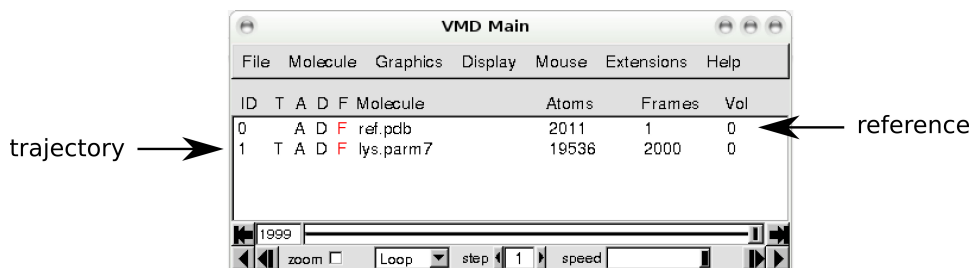 VMD Main
File Molecule Graphics Display Mouse Extensions Help
ID T A D F Molecule Atoms Frames Vol
0 A D F ref.pdb 2011 1 0 reference
trajectory 1 T A D F lys.parm7 19536 2000 0
1999
zoom Loop step 1 speed